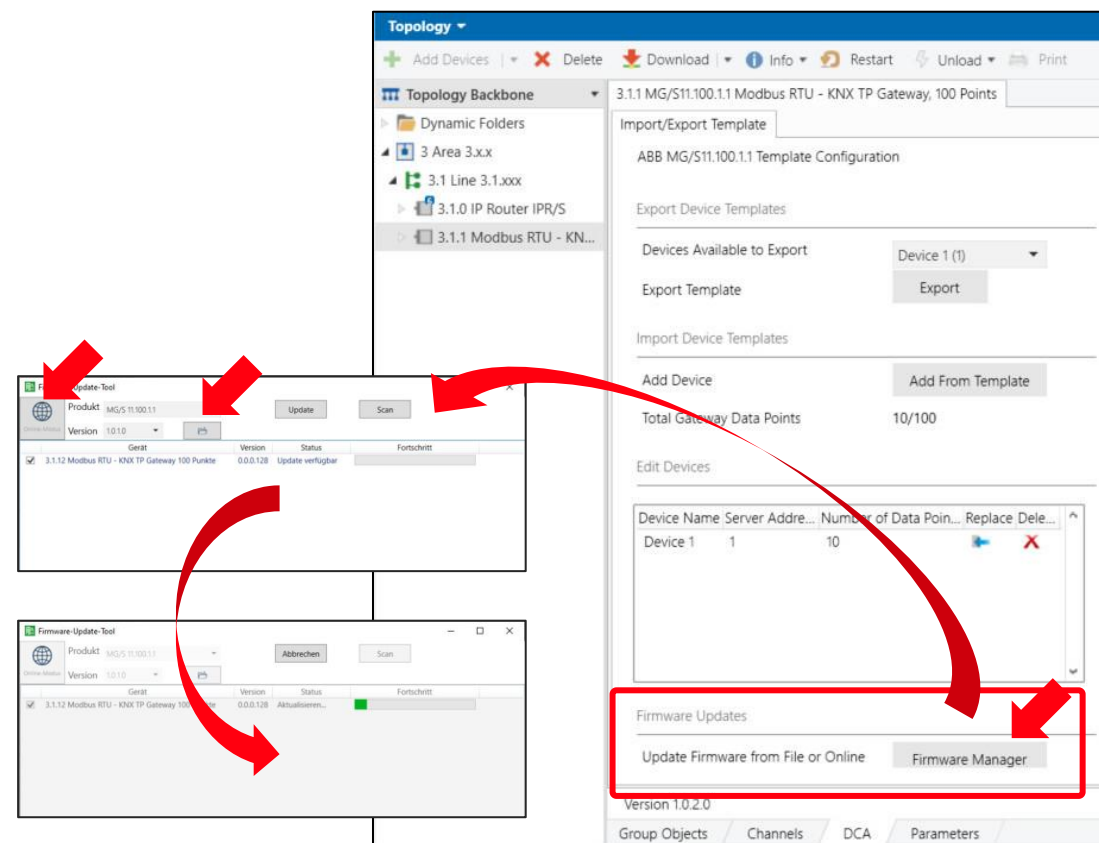 Topology
Add Devices Delete Download Info Restart Unload Print
Topology Backbone
Dynamic Folders
3 Area 3.x.x
3.1 Line 3.1.xxx
3.1.0 IP Router IPR/S
3.1.1 Modbus RTU - KN...
3.1.1 MG/S11.100.1.1 Modbus RTU - KNX TP Gateway, 100 Points
Import/Export Template
ABB MG/S11.100.1.1 Template Configuration
Export Device Templates
Devices Available to Export Device 1 (1)
Export Template Export
Import Device Templates
Add Device Add From Template
Total Gateway Data Points 10/100
Edit Devices
Device Name Server Addre... Number of Data Poin... Replace Dele...
Device 1 1 10
Firmware Updates
Update Firmware from File or Online Firmware Manager
Version 1.0.2.0
Group Objects Channels DCA Parameters
Update-Tool
Produkt MG/S 11.100.1.1 Update Scan
Online-Modus Version 1.0.1.0
Gerät Version Status Fortschritt
3.1.12 Modbus RTU - KNX TP Gateway 100 Punkte 0.0.0.128 Update verfügbar
Firmware-Update-Tool
Produkt MG/S 11.100.1.1 Abbrechen Scan
Online-Modus Version 1.0.1.0
Gerät Version Status Fortschritt
3.1.12 Modbus RTU - KNX TP Gateway 100 0.0.0.128 Aktualisieren...